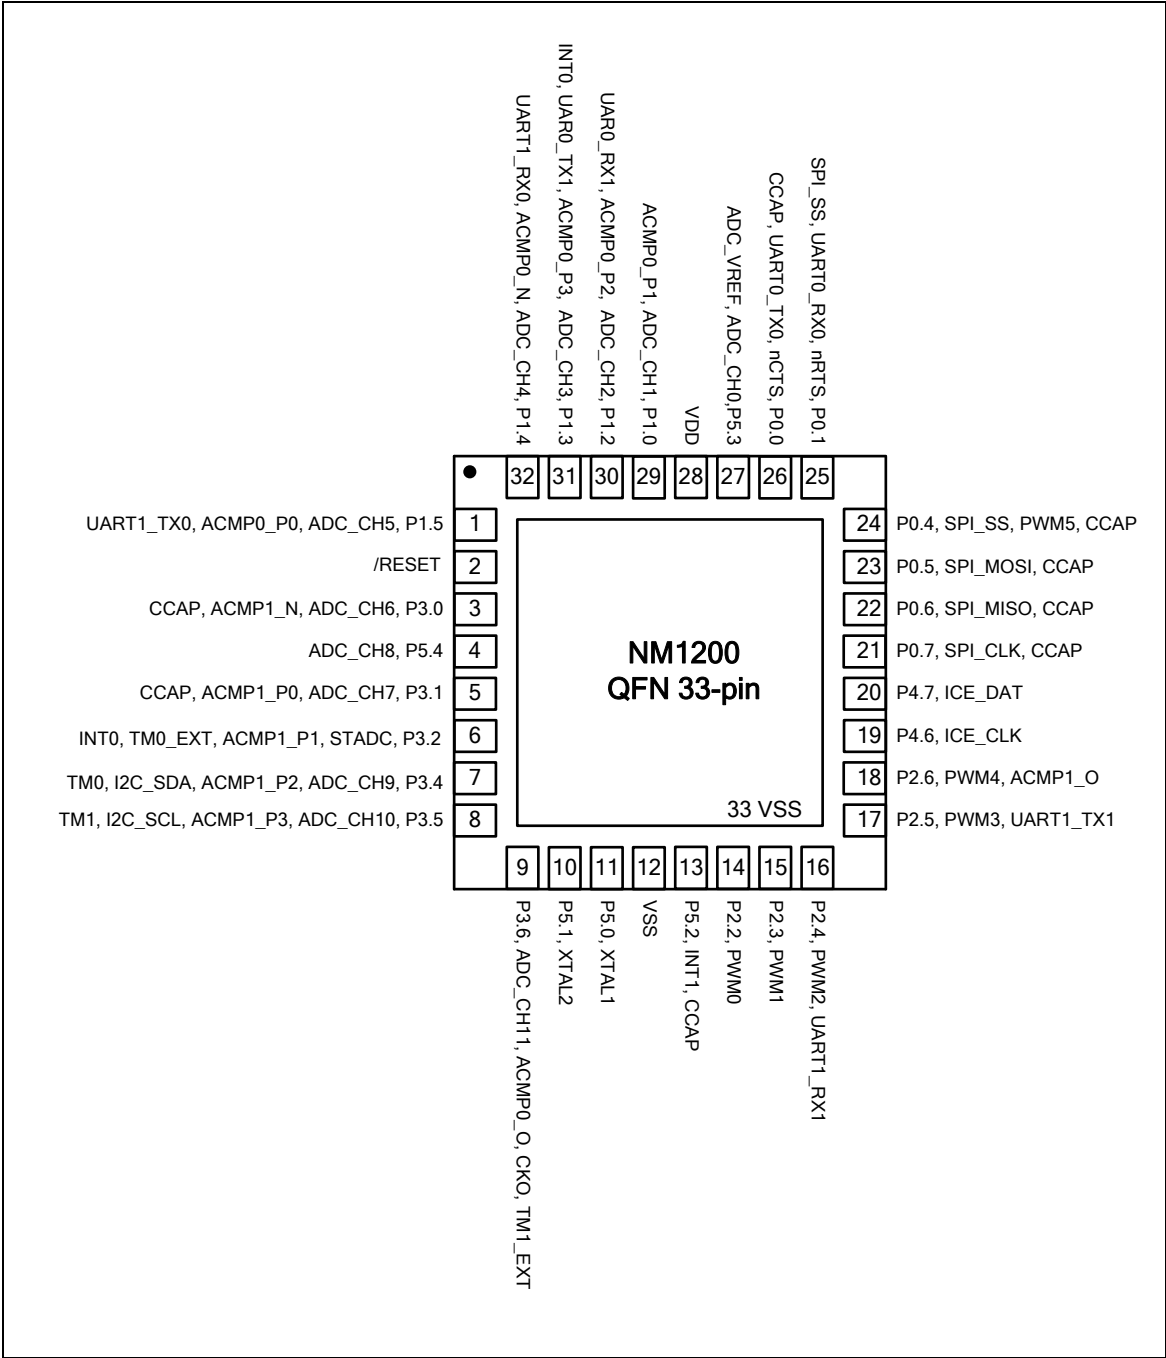 UART1_RX0, ACMP0_N, ADC_CH4, P1.4
INT0, UAR0_TX1, ACMP0_P3, ADC_CH3, P1.3
UAR0_RX1, ACMP0_P2, ADC_CH2, P1.2
ACMP0_P1, ADC_CH1, P1.0
VDD
ADC_VREF, ADC_CH0,P5.3
CCAP, UART0_TX0, nCTS, P0.0
SPI_SS, UART0_RX0, nRTS, P0.1
32 31 30 29 28 27 26 25
UART1_TX0, ACMP0_P0, ADC_CH5, P1.5 1
/RESET 2
CCAP, ACMP1_N, ADC_CH6, P3.0 3
ADC_CH8, P5.4 4
CCAP, ACMP1_P0, ADC_CH7, P3.1 5
INT0, TM0_EXT, ACMP1_P1, STADC, P3.2 6
TM0, I2C_SDA, ACMP1_P2, ADC_CH9, P3.4 7
TM1, I2C_SCL, ACMP1_P3, ADC_CH10, P3.5 8
NM1200
QFN 33-pin
33 VSS
24 P0.4, SPI_SS, PWM5, CCAP
23 P0.5, SPI_MOSI, CCAP
22 P0.6, SPI_MISO, CCAP
21 P0.7, SPI_CLK, CCAP
20 P4.7, ICE_DAT
19 P4.6, ICE_CLK
18 P2.6, PWM4, ACMP1_O
17 P2.5, PWM3, UART1_TX1
9 10 11 12 13 14 15 16
P3.6, ADC_CH11, ACMP0_O, CKO, TM1_EXT
P5.1, XTAL2
P5.0, XTAL1
VSS
P5.2, INT1, CCAP
P2.2, PWM0
P2.3, PWM1
P2.4, PWM2, UART1_RX1